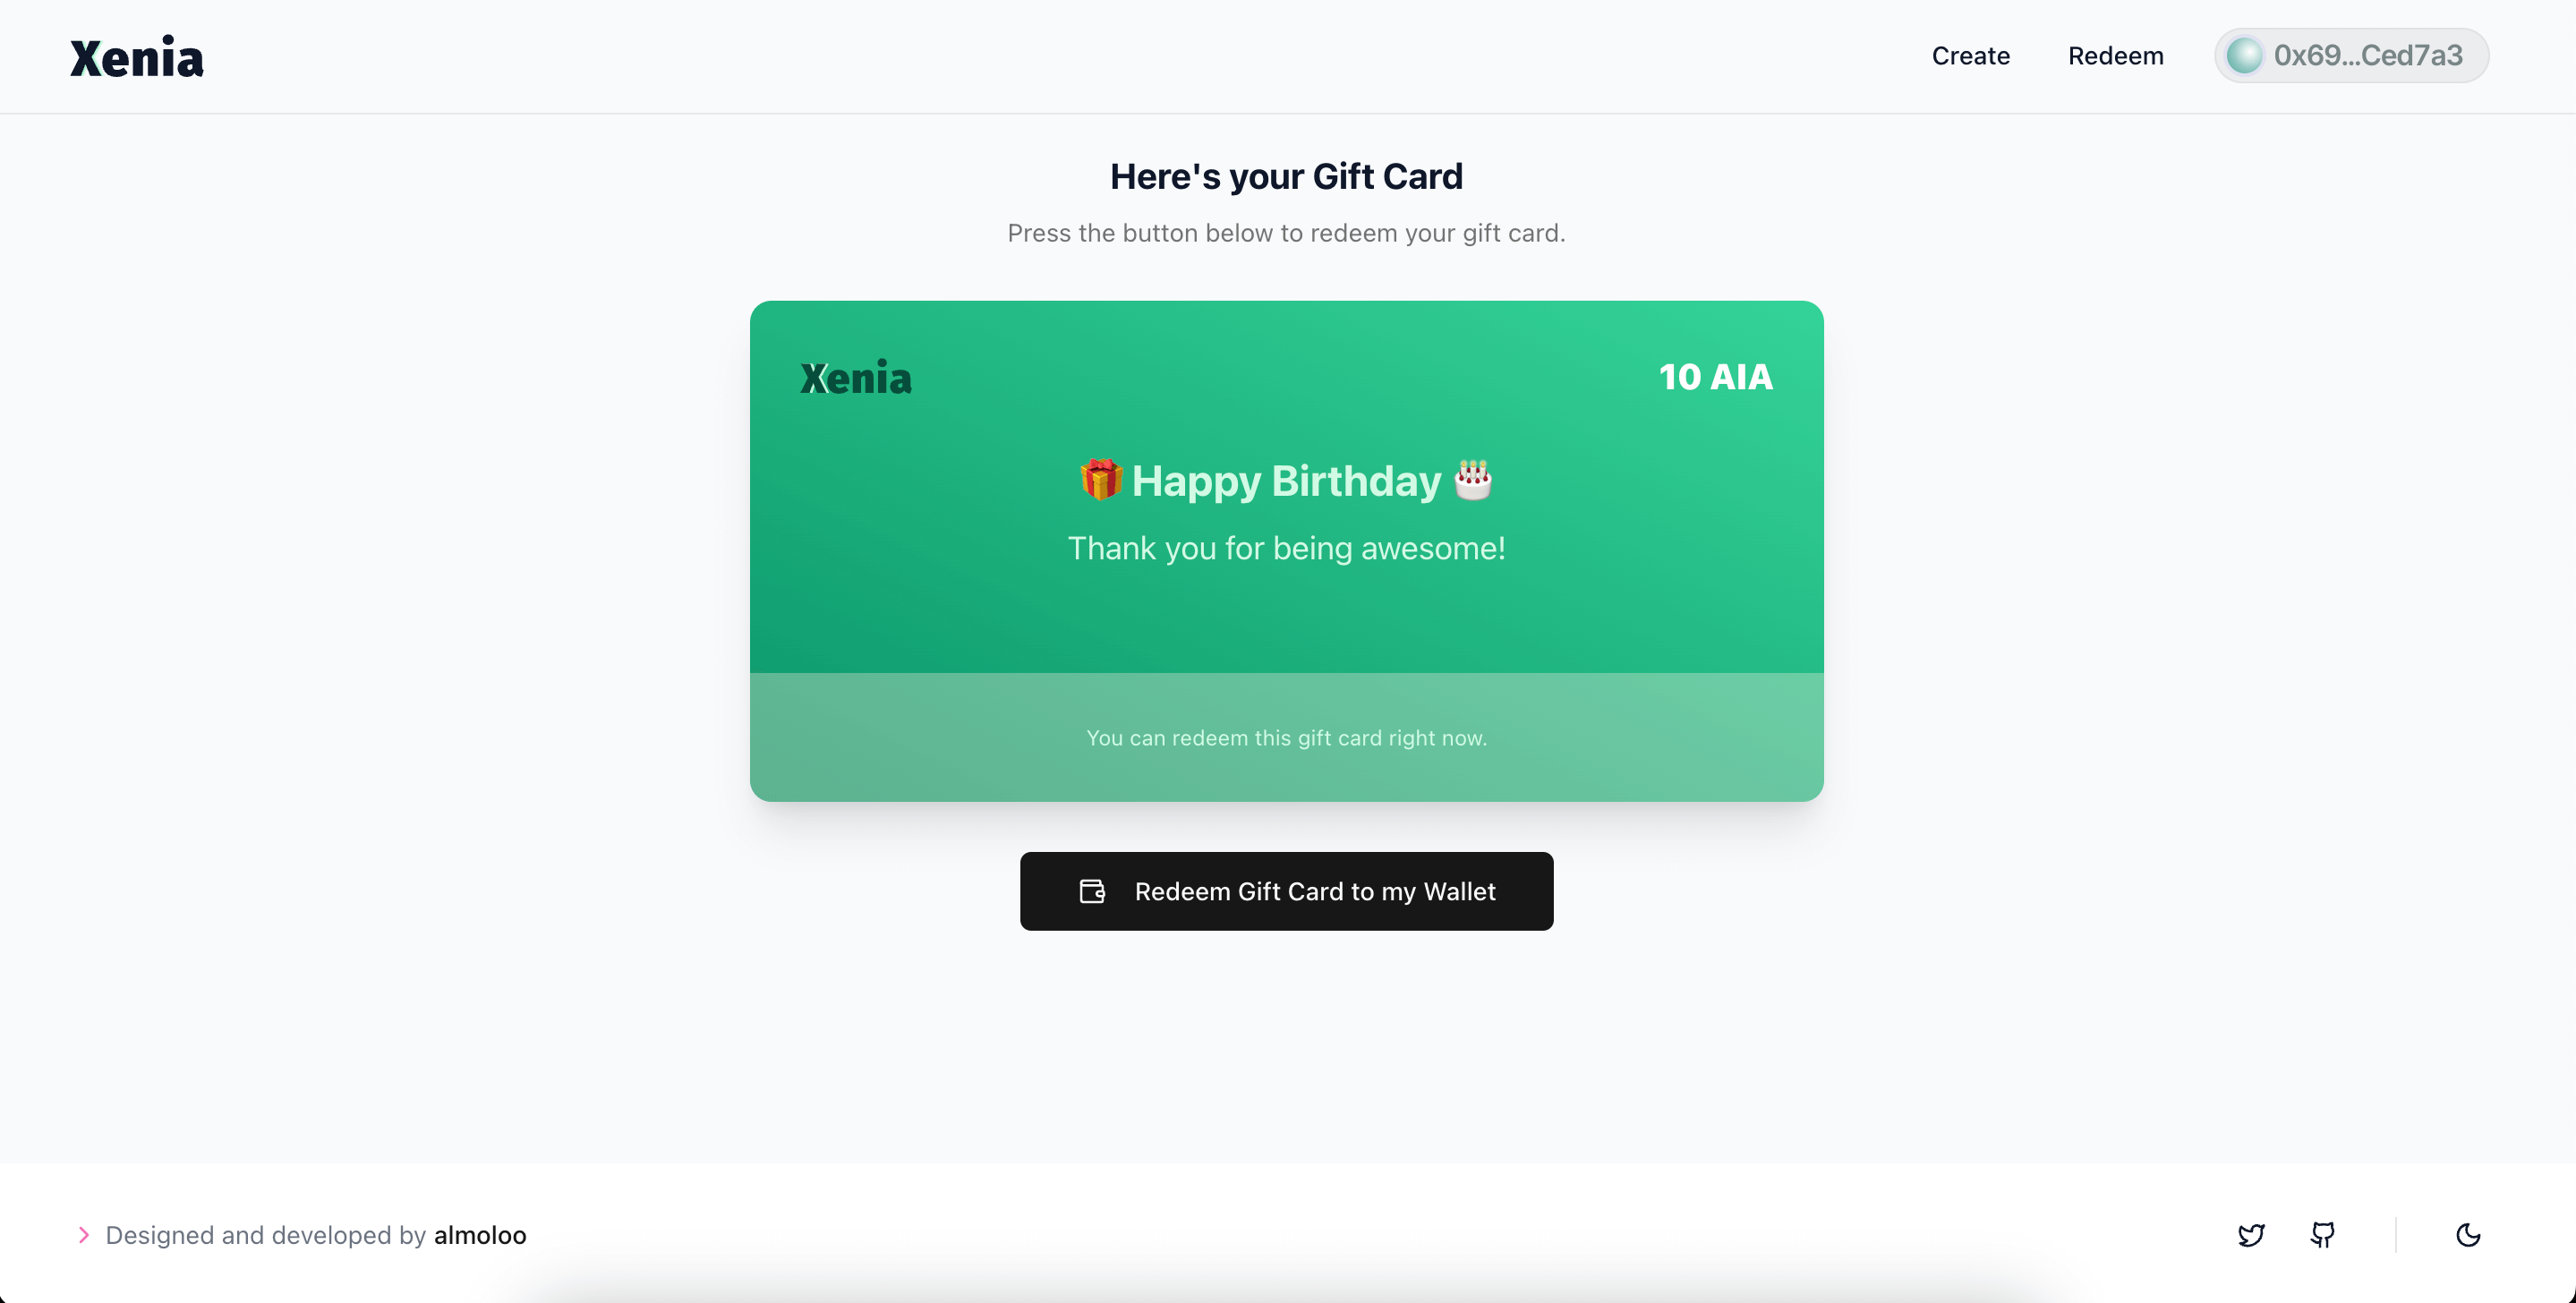 Xenia
Create
Redeem
0x69...Ced7a3
Here's your Gift Card
Press the button below to redeem your gift card.
Xenia
10 AIA
🎁 Happy Birthday 🎂
Thank you for being awesome!
You can redeem this gift card right now.
Redeem Gift Card to my Wallet
Designed and developed by almoloo